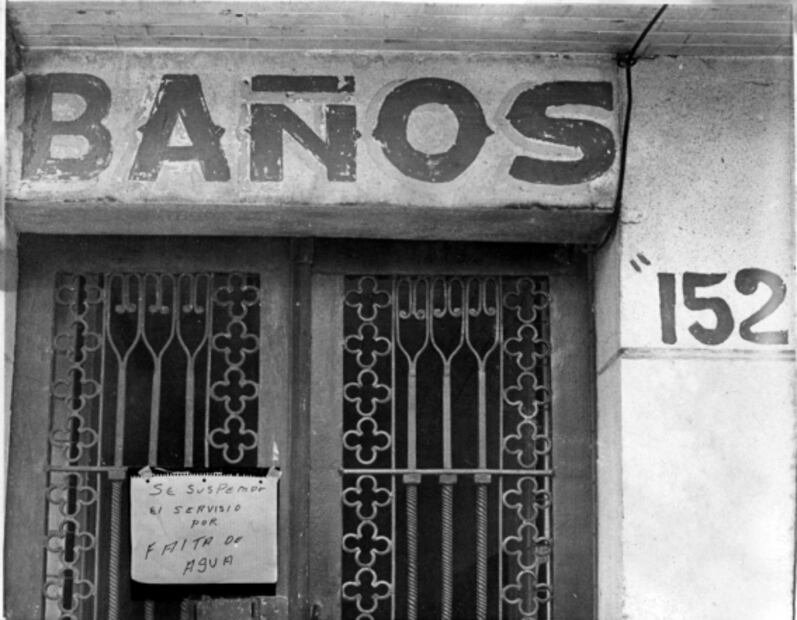 BAÑOS
"152
SE SUSPENDE
EL SERVISIO
POR
FALTA DE
AGUA